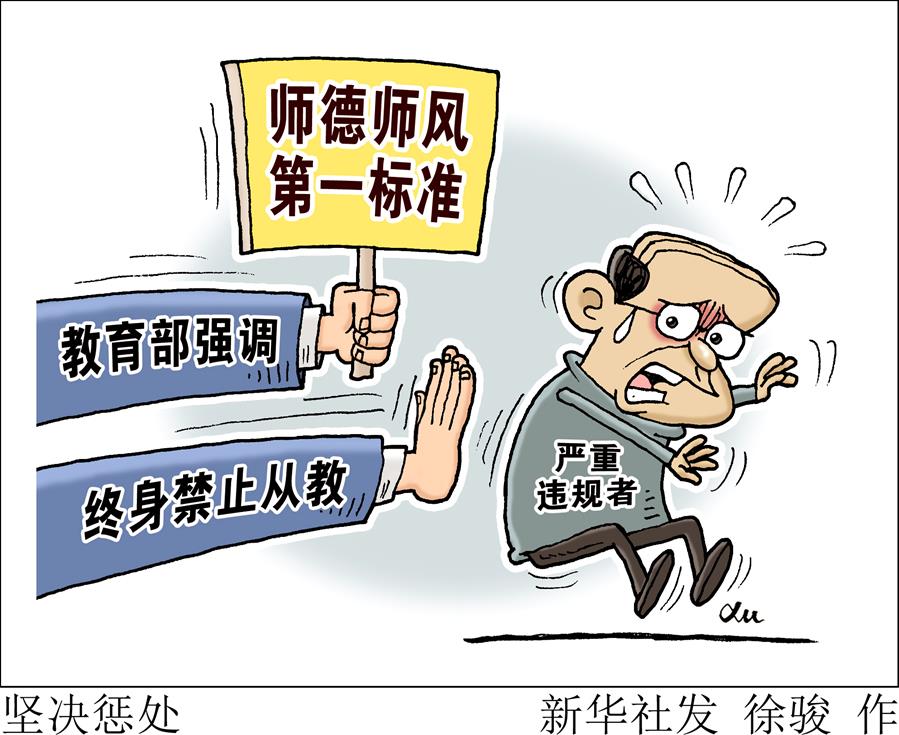 师德师风
第一标准
教育部强调
终身禁止从教
严重
违规者
坚决惩处
新华社发 徐骏 作